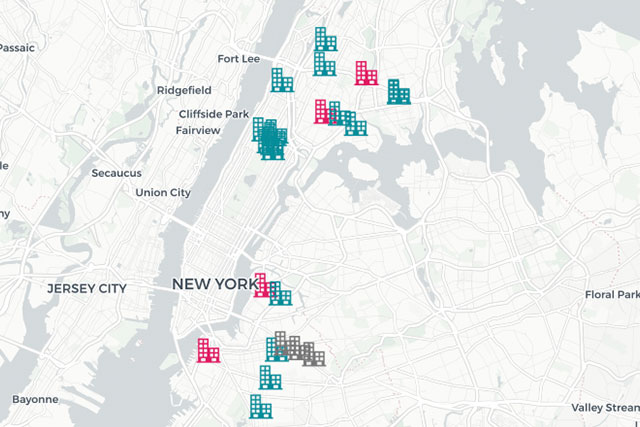 Passaic
Fort Lee
Ridgefield
Cliffside Park
Fairview
Secaucus
Union City
JERSEY CITY
NEW YORK
Floral Park
Bayonne
Valley Stream